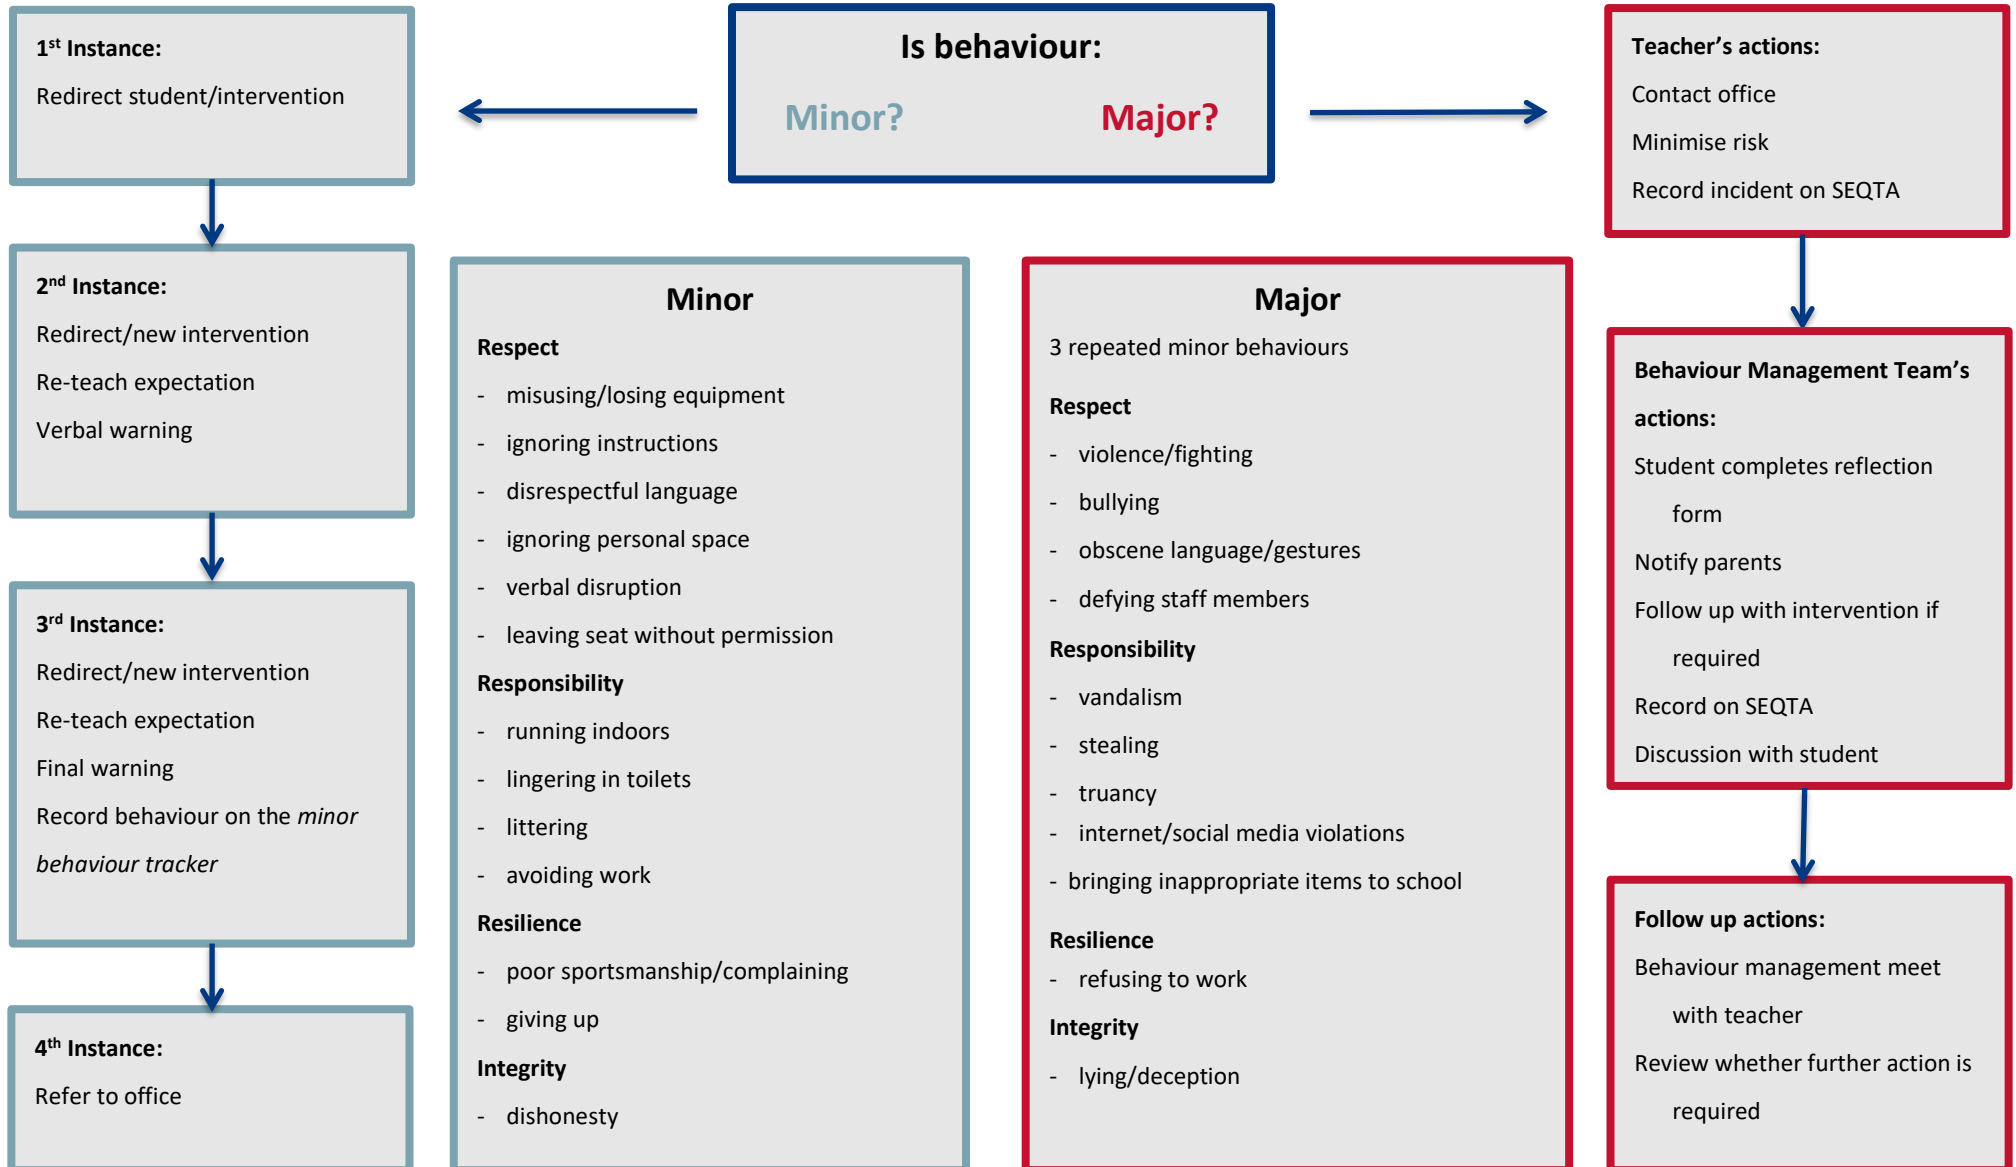 Is behaviour:
Minor?
Major?
1st Instance:
Redirect student/intervention
2nd Instance:
Redirect/new intervention
Re-teach expectation
Verbal warning
3rd Instance:
Redirect/new intervention
Re-teach expectation
Final warning
Record behaviour on the minor
behaviour tracker
4th Instance:
Refer to office
Minor
Respect
- misusing/losing equipment
- ignoring instructions
- disrespectful language
- ignoring personal space
- verbal disruption
- leaving seat without permission
Responsibility
- running indoors
- lingering in toilets
- littering
- avoiding work
Resilience
- poor sportsmanship/complaining
- giving up
Integrity
- dishonesty
Major
3 repeated minor behaviours
Respect
- violence/fighting
- bullying
- obscene language/gestures
- defying staff members
Responsibility
- vandalism
- stealing
- truancy
- internet/social media violations
- bringing inappropriate items to school
Resilience
- refusing to work
Integrity
- lying/deception
Teacher’s actions:
Contact office
Minimise risk
Record incident on SEQTA
Behaviour Management Team’s
actions:
Student completes reflection
form
Notify parents
Follow up with intervention if
required
Record on SEQTA
Discussion with student
Follow up actions:
Behaviour management meet
with teacher
Review whether further action is
required